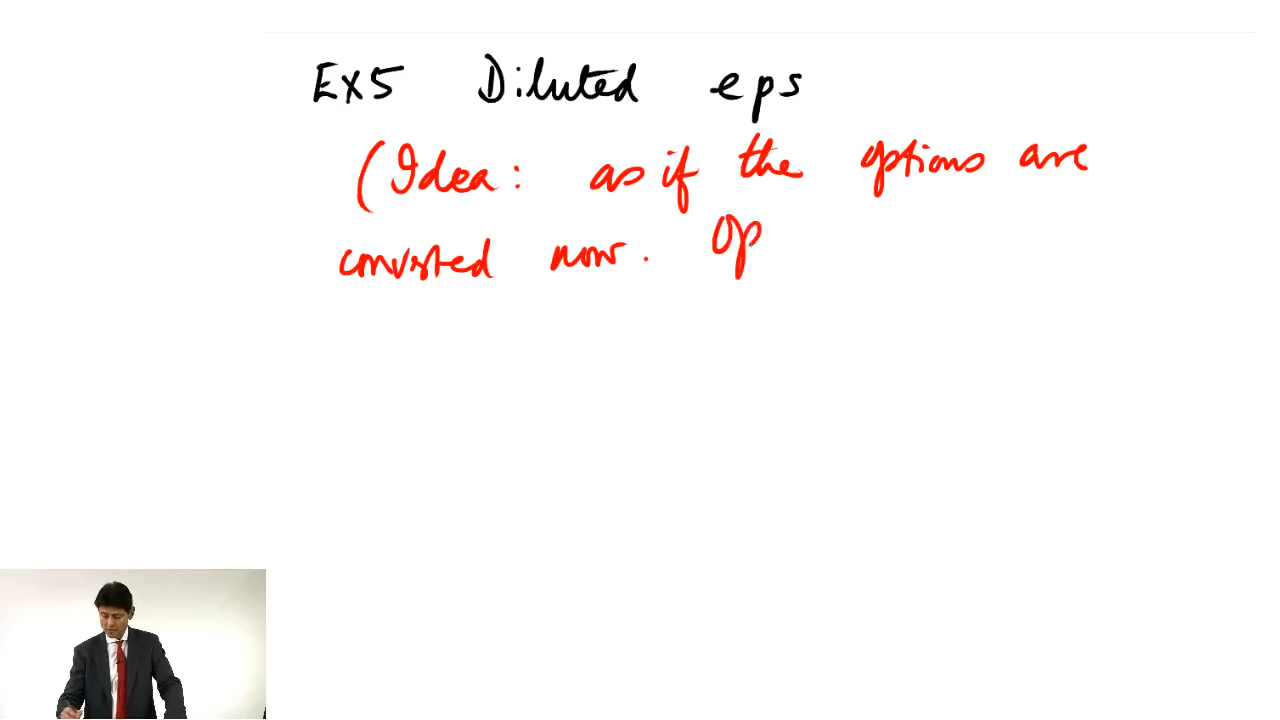 Ex5 Diluted eps
(Idea: as if the options are
converted now. Op